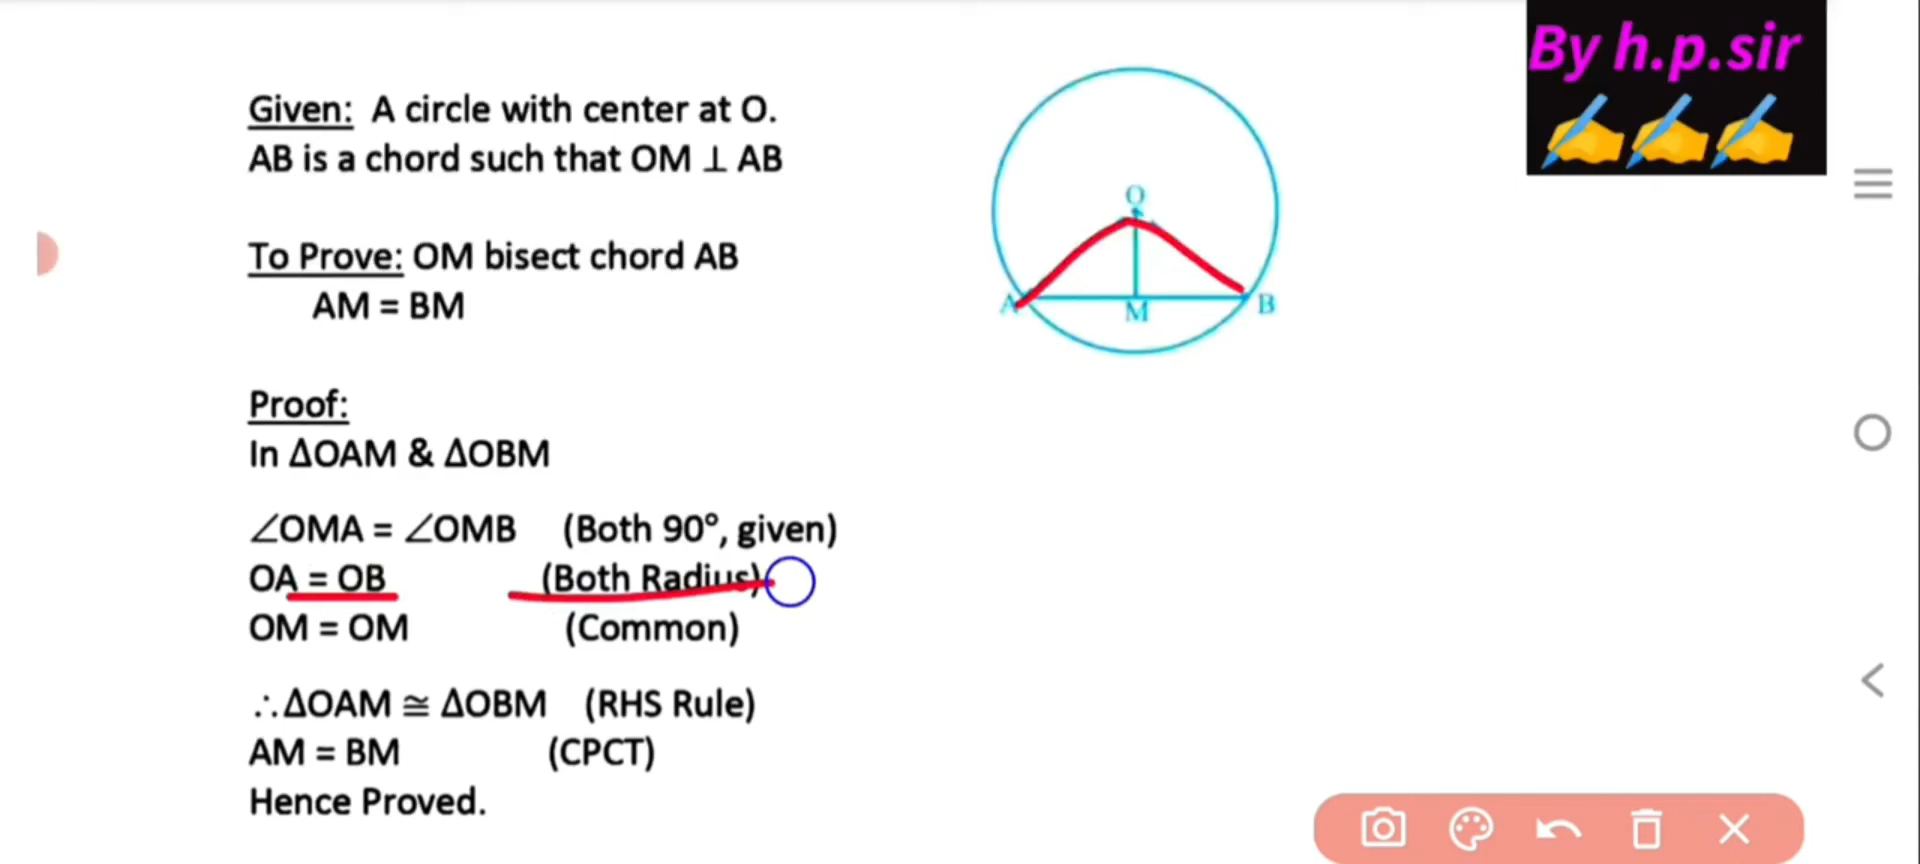 By h.p.sir
Given: A circle with center at O.
AB is a chord such that OM ⊥ AB
To Prove: OM bisect chord AB
AM = BM
O
A
M
B
Proof:
In ΔOAM & ΔOBM
∠OMA = ∠OMB (Both 90°, given)
OA = OB (Both Radius)
OM = OM (Common)
∴ΔOAM ≅ ΔOBM (RHS Rule)
AM = BM (CPCT)
Hence Proved.